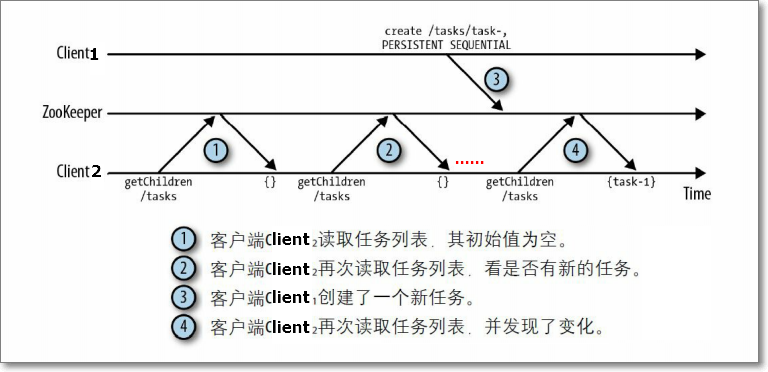 create /tasks/task-,
PERSISTENT SEQUENTIAL
Client1
3
ZooKeeper
1
2
......
4
Client2
getChildren
/tasks
{}
getChildren
/tasks
{}
getChildren
/tasks
{task-1}
Time
1 客户端Client 2读取任务列表，其初始值为空。
2 客户端Client 2再次读取任务列表，看是否有新的任务。
3 客户端Client 1创建了一个新任务。
4 客户端Client 2再次读取任务列表，并发现了变化。